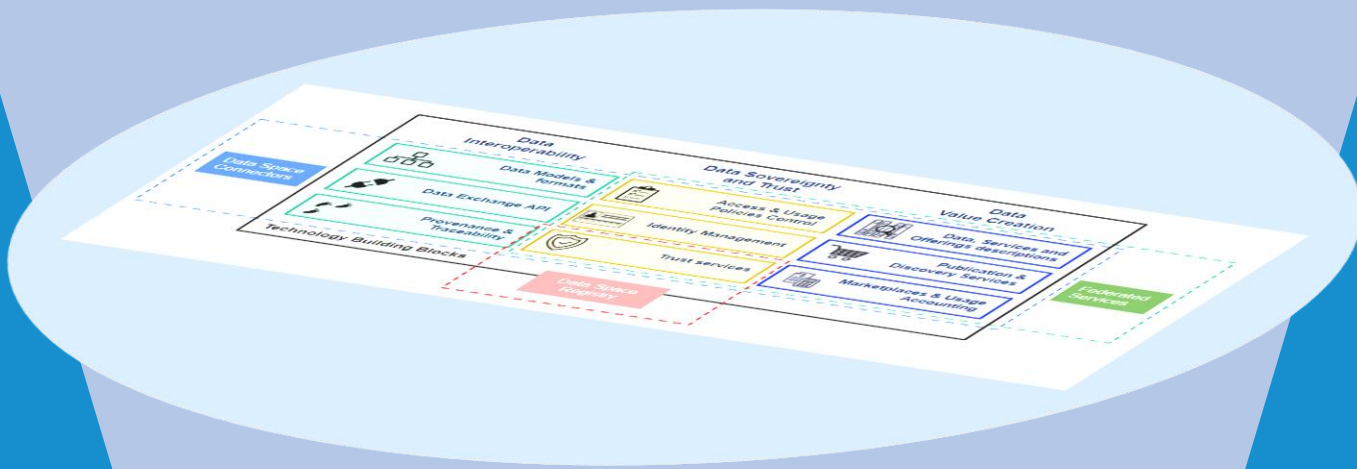 Data Space
Connectors
Data
Interoperability
Data Models &
formats
Data Exchange API
Provenance &
Traceability
Technology Building Blocks
Data Sovereignty
and Trust
Access & Usage
Policies Control
Identity Management
Trust services
Data Space
Registry
Data
Value Creation
Data, Services and
Offerings descriptions
Publication &
Discovery Services
Marketplaces & Usage
Accounting
Federated
Services